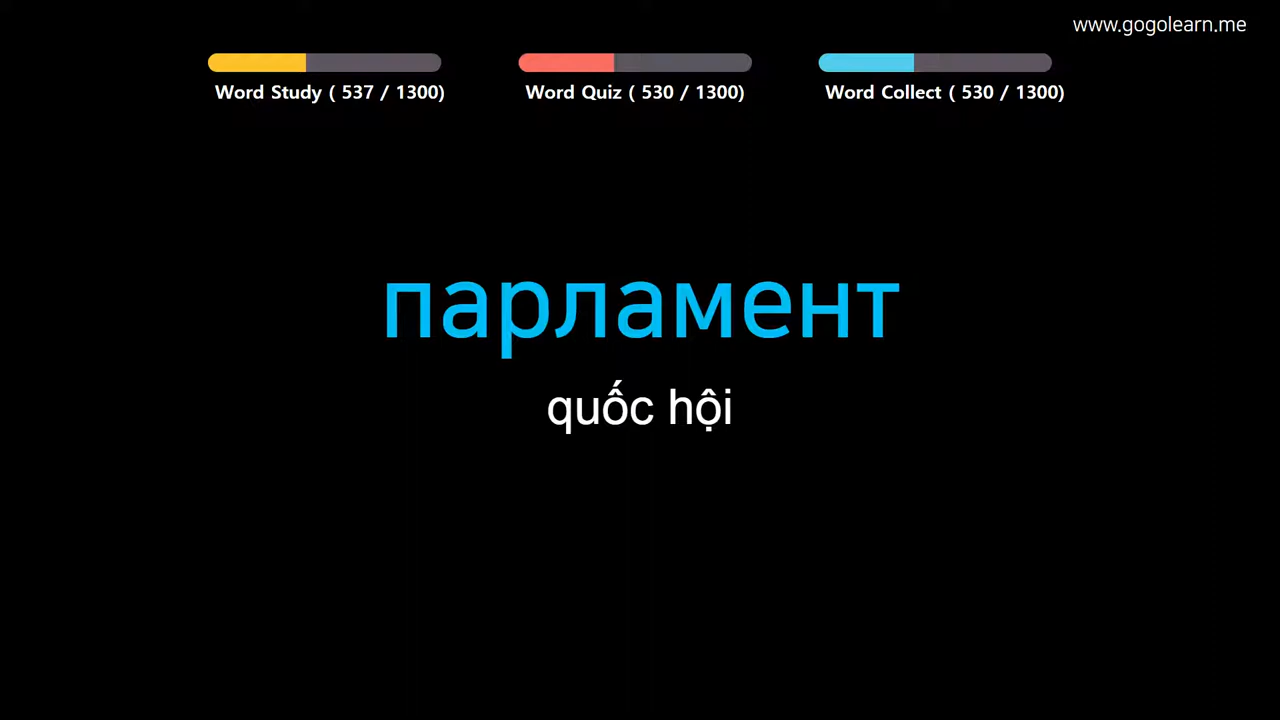 www.gogolearn.me
Word Study ( 537 / 1300)
Word Quiz ( 530 / 1300)
Word Collect ( 530 / 1300)
парламент
quốc hội